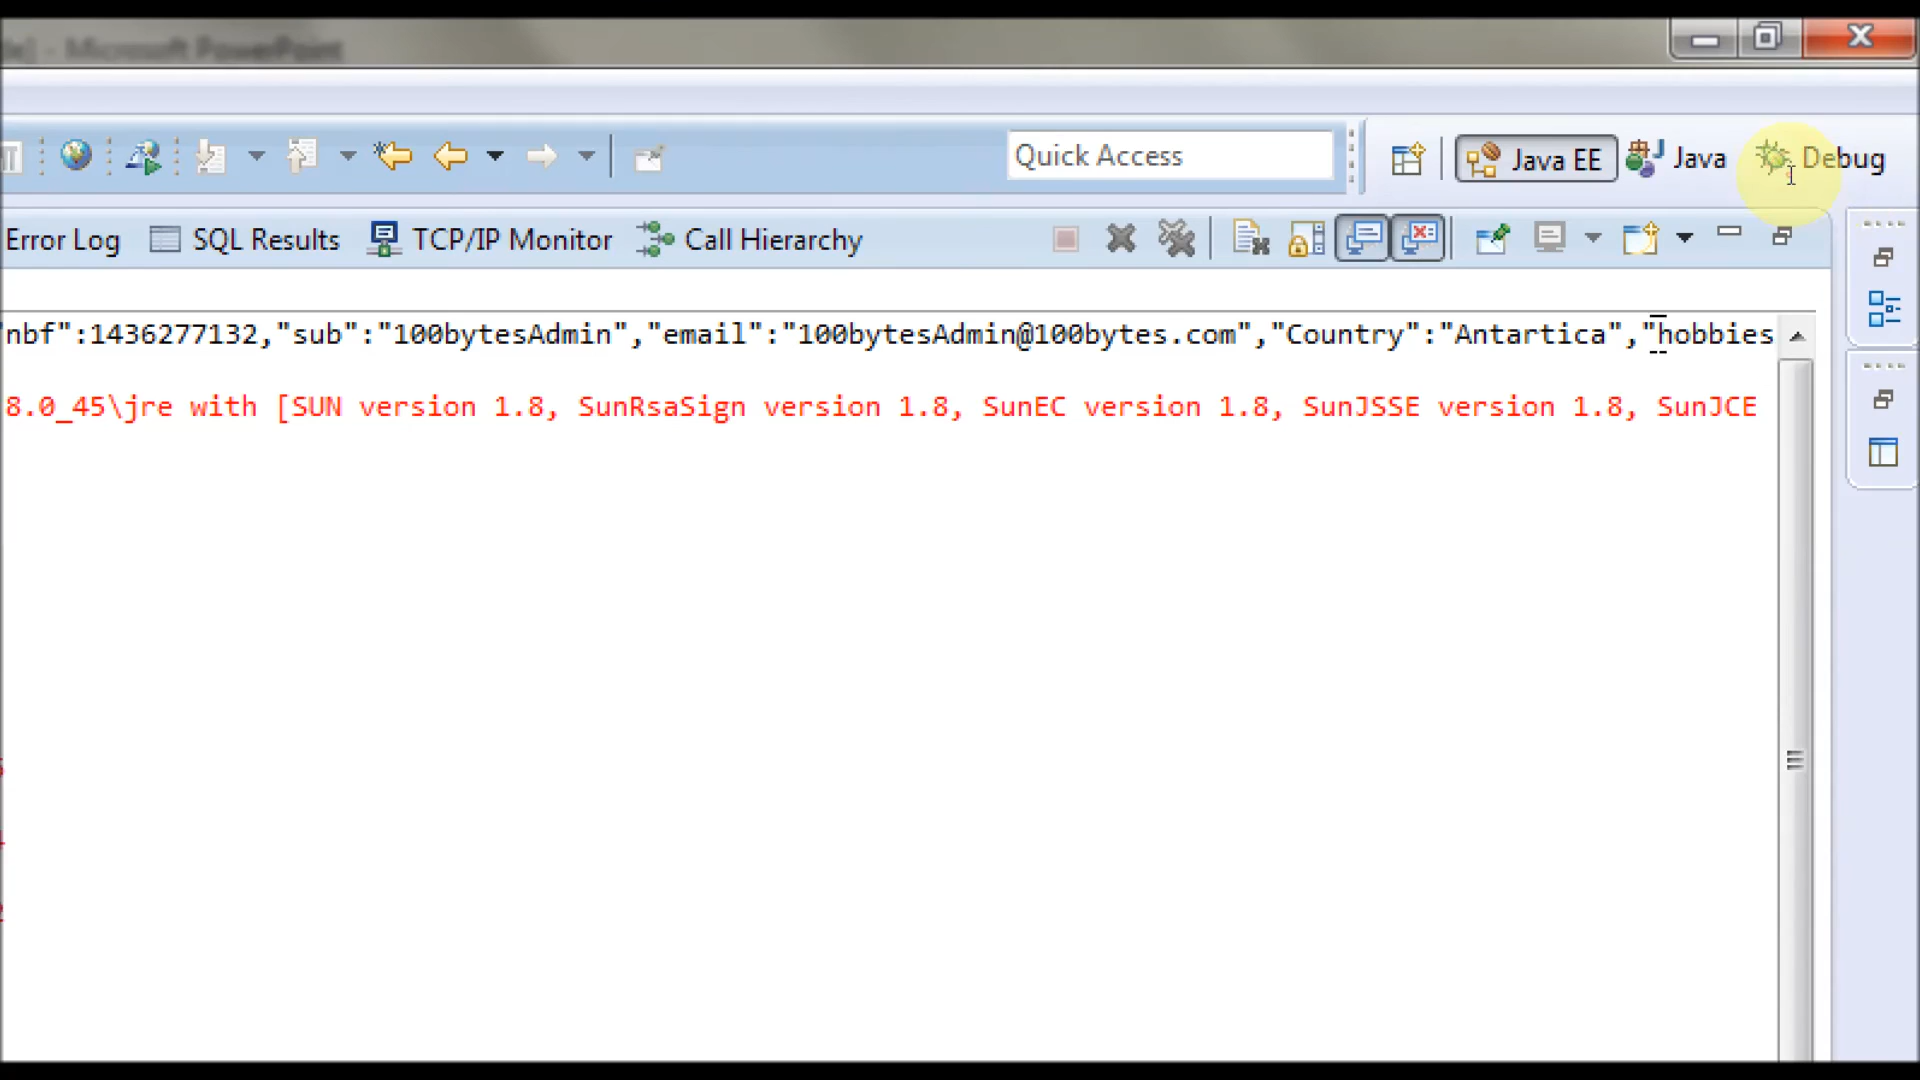 - Microsoft PowerPoint
Quick Access
Java EE
Java
Debug
Error Log
SQL Results
TCP/IP Monitor
Call Hierarchy
nbf":1436277132,"sub":"100bytesAdmin","email":"100bytesAdmin@100bytes.com","Country":"Antartica","hobbies
8.0_45\jre with [SUN version 1.8, SunRsaSign version 1.8, SunEC version 1.8, SunJSSE version 1.8, SunJCE